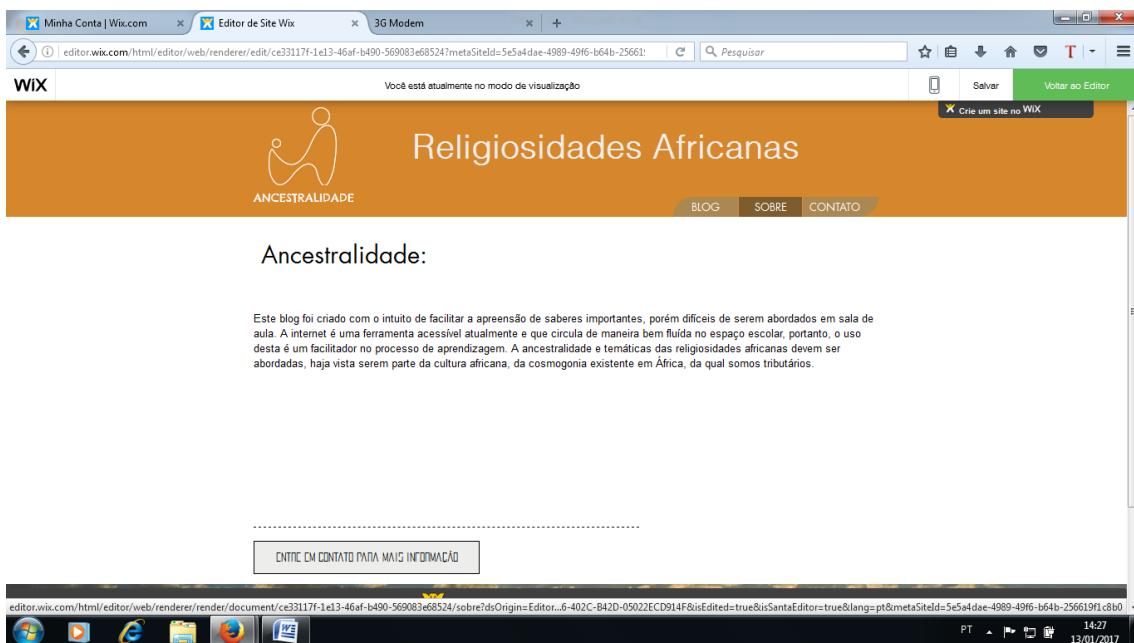 Minha Conta | Wix.com
Editor de Site Wix
3G Modem
editor.wix.com/html/editor/web/renderer/edit/ce33117f-1e13-46af-b490-569083e68524?metaSiteId=5e5a4dae-4989-49f6-b64b-25661
Pesquisar
WiX
Você está atualmente no modo de visualização
Salvar
Voltar ao Editor
Crie um site no WiX
Religiosidades Africanas
ANCESTRALIDADE
BLOG SOBRE CONTATO
Ancestralidade:
Este blog foi criado com o intuito de facilitar a apreensão de saberes importantes, porém difíceis de serem abordados em sala de
aula. A internet é uma ferramenta acessível atualmente e que circula de maneira bem fluída no espaço escolar, portanto, o uso
desta é um facilitador no processo de aprendizagem. A ancestralidade e temáticas das religiosidades africanas devem ser
abordadas, haja vista serem parte da cultura africana, da cosmogonia existente em África, da qual somos tributários.
ENTRE EM CONTATO PARA MAIS INFORMAÇÃO
editor.wix.com/html/editor/web/renderer/render/document/ce33117f-1e13-46af-b490-569083e68524/sobre?dsOrigin=Editor...6-402C-B42D-05022ECD914F&isEdited=true&isSantaEditor=true&lang=pt&metaSiteId=5e5a4dae-4989-49f6-b64b-256619f1c8b0
PT
14:27
13/01/2017